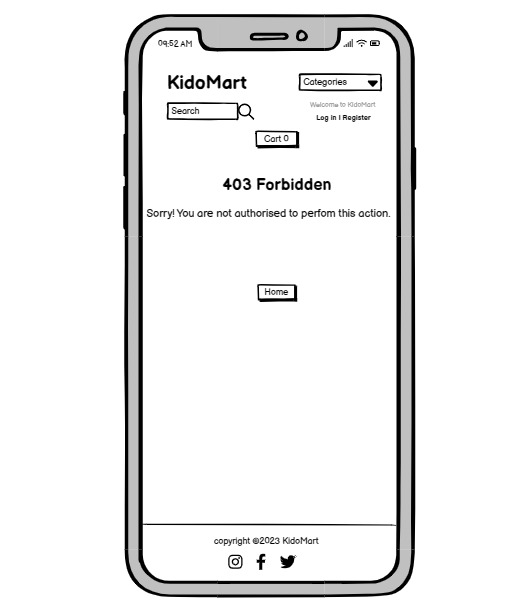 09:52 AM
KidoMart
Categories
Search
Welcome to KidoMart
Log in I Register
Cart 0
403 Forbidden
Sorry! You are not authorised to perfom this action.
Home
copyright ©2023 KidoMart